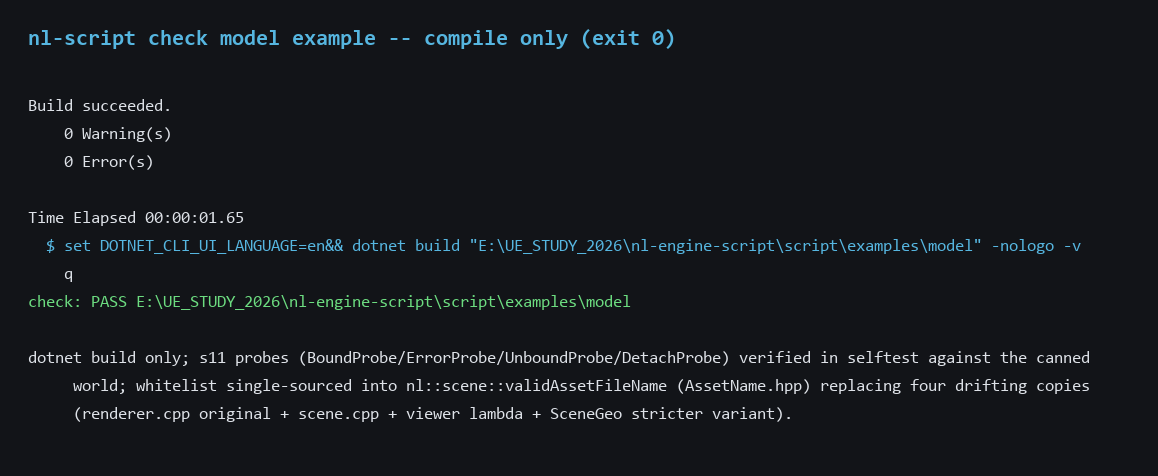 nl-script check model example -- compile only (exit 0)
Build succeeded.
0 Warning(s)
0 Error(s)
Time Elapsed 00:00:01.65
$ set DOTNET_CLI_UI_LANGUAGE=en&& dotnet build "E:\UE_STUDY_2026\nl-engine-script\script\examples\model" -nologo -v
q
check: PASS E:\UE_STUDY_2026\nl-engine-script\script\examples\model
dotnet build only; s11 probes (BoundProbe/ErrorProbe/UnboundProbe/DetachProbe) verified in selftest against the canned
world; whitelist single-sourced into nl::scene::validAssetFileName (AssetName.hpp) replacing four drifting copies
(renderer.cpp original + scene.cpp + viewer lambda + SceneGeo stricter variant).